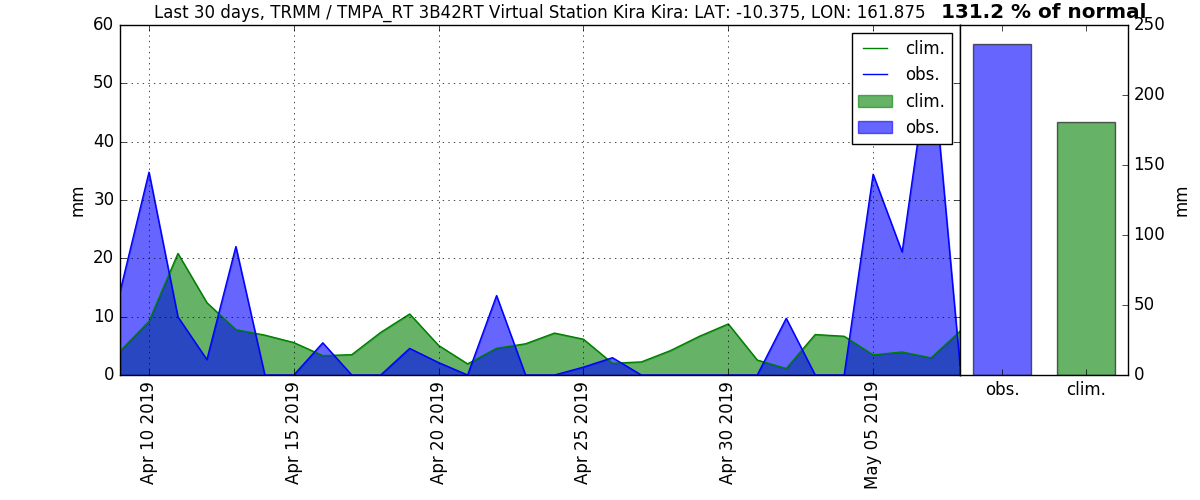 Last 30 days, TRMM / TMPA_RT 3B42RT Virtual Station Kira Kira: LAT: -10.375, LON: 161.875 131.2 % of normal
60
50
40
30
20
10
0
mm
clim.
obs.
clim.
obs.
Apr 10 2019
Apr 15 2019
Apr 20 2019
Apr 25 2019
Apr 30 2019
May 05 2019
250
200
150
100
50
0
mm
obs.
clim.